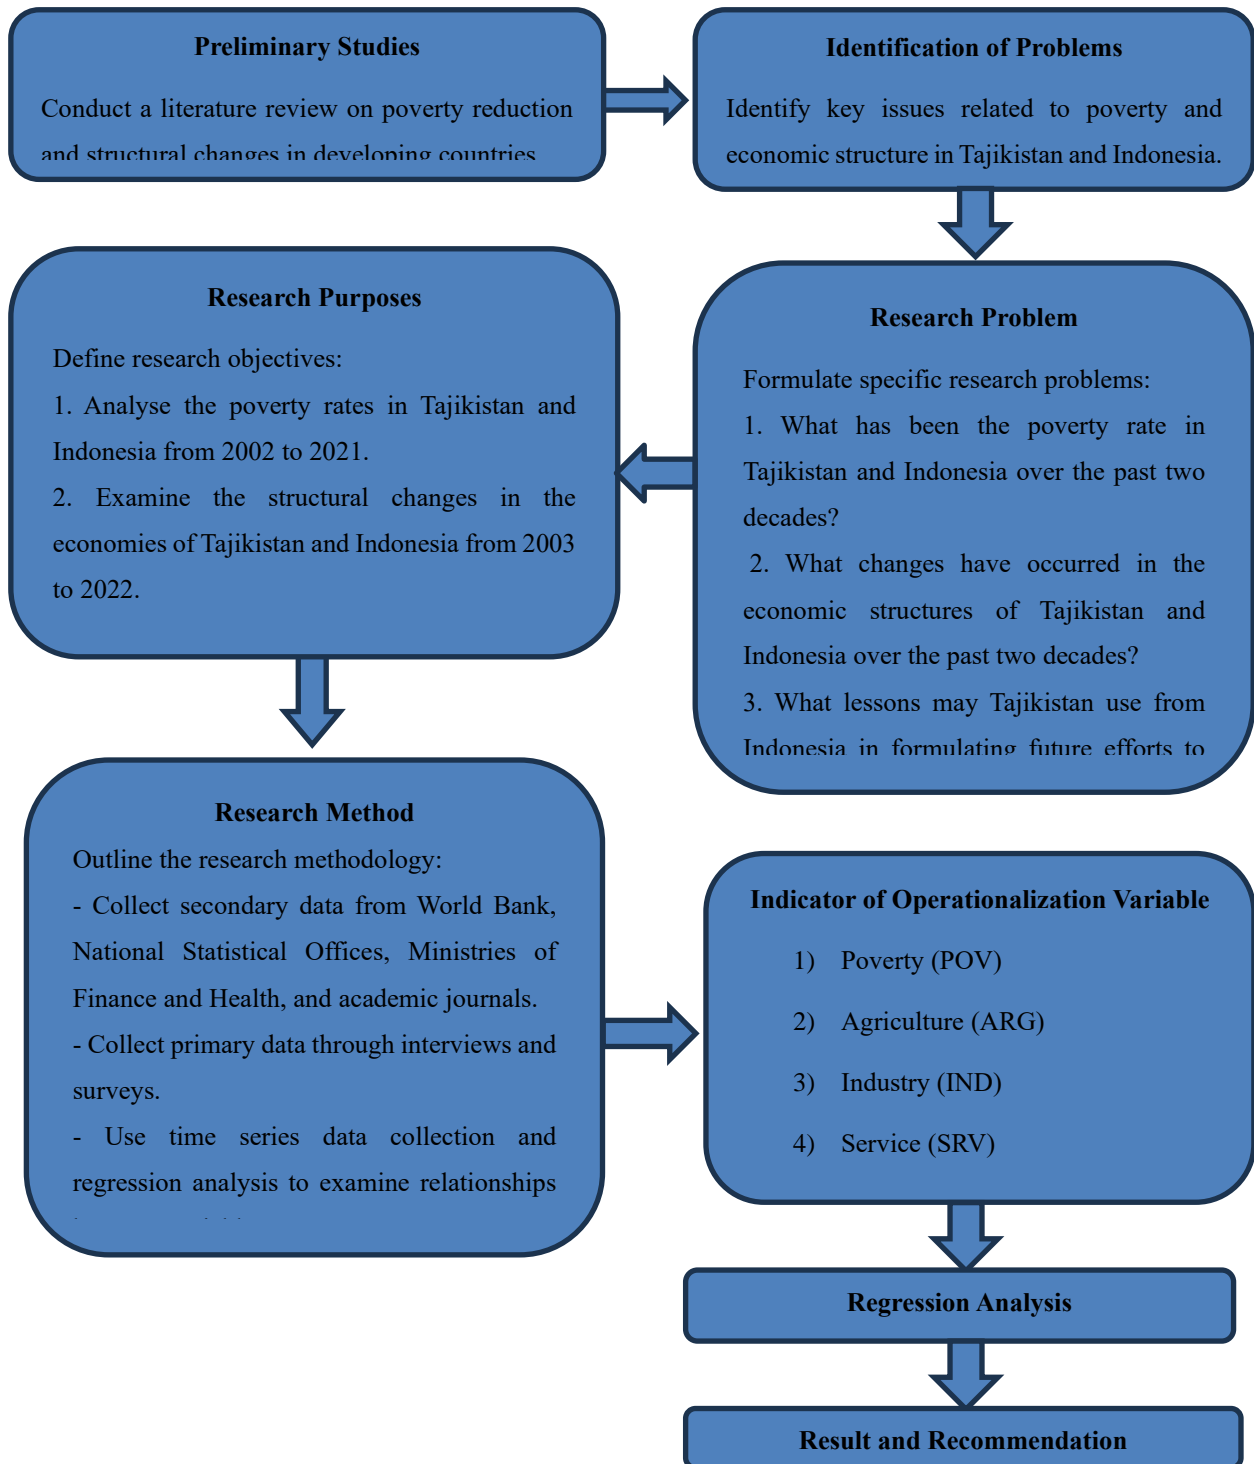 Preliminary Studies
Conduct a literature review on poverty reduction
and structural changes in developing countries
Identification of Problems
Identify key issues related to poverty and
economic structure in Tajikistan and Indonesia.
Research Problem
Formulate specific research problems:
1. What has been the poverty rate in
Tajikistan and Indonesia over the past two
decades?
2. What changes have occurred in the
economic structures of Tajikistan and
Indonesia over the past two decades?
3. What lessons may Tajikistan use from
Indonesia in formulating future efforts to
Research Purposes
Define research objectives:
1. Analyse the poverty rates in Tajikistan and
Indonesia from 2002 to 2021.
2. Examine the structural changes in the
economies of Tajikistan and Indonesia from 2003
to 2022.
Research Method
Outline the research methodology:
- Collect secondary data from World Bank,
National Statistical Offices, Ministries of
Finance and Health, and academic journals.
- Collect primary data through interviews and
surveys.
- Use time series data collection and
regression analysis to examine relationships
Indicator of Operationalization Variable
1) Poverty (POV)
2) Agriculture (ARG)
3) Industry (IND)
4) Service (SRV)
Regression Analysis
Result and Recommendation